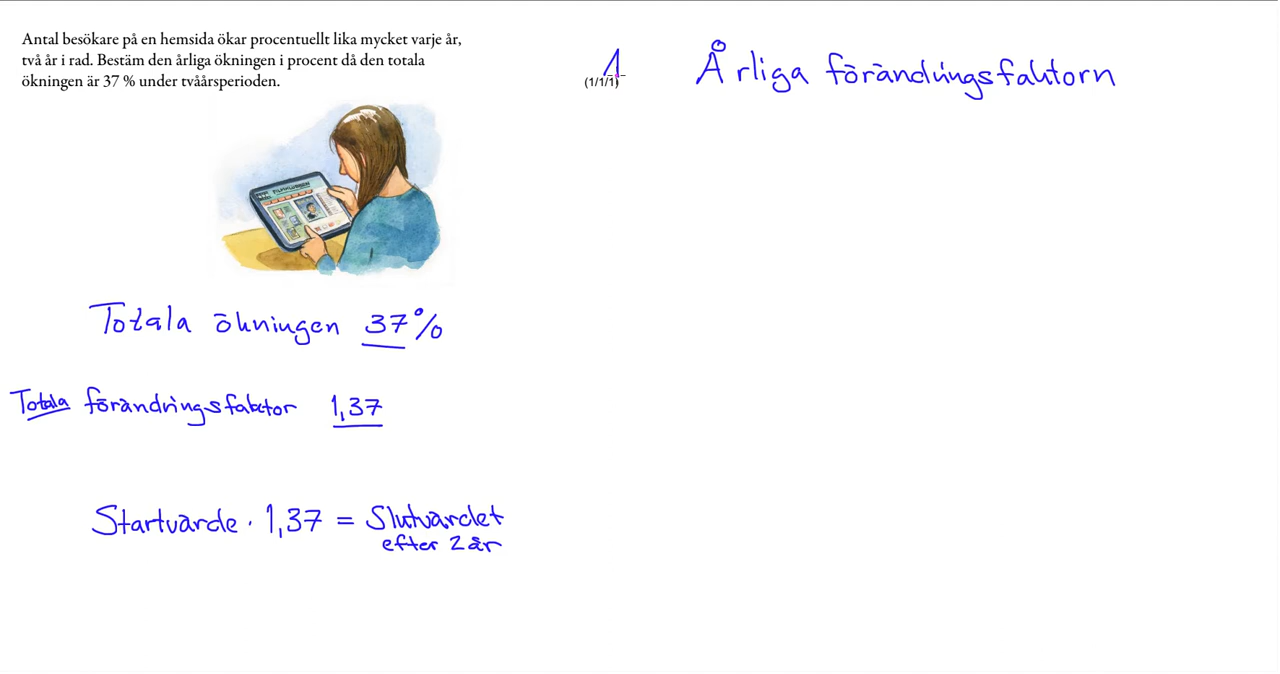 Antal besökare på en hemsida ökar procentuellt lika mycket varje år,
två år i rad. Bestäm den årliga ökningen i procent då den totala
ökningen är 37 % under tvåårsperioden.
(1/1/1)
Årliga förändringsfaktorn
Totala ökningen 37%
Totala förändringsfaktor 1,37
Startvärde · 1,37 = Slutvärdet
efter 2 år